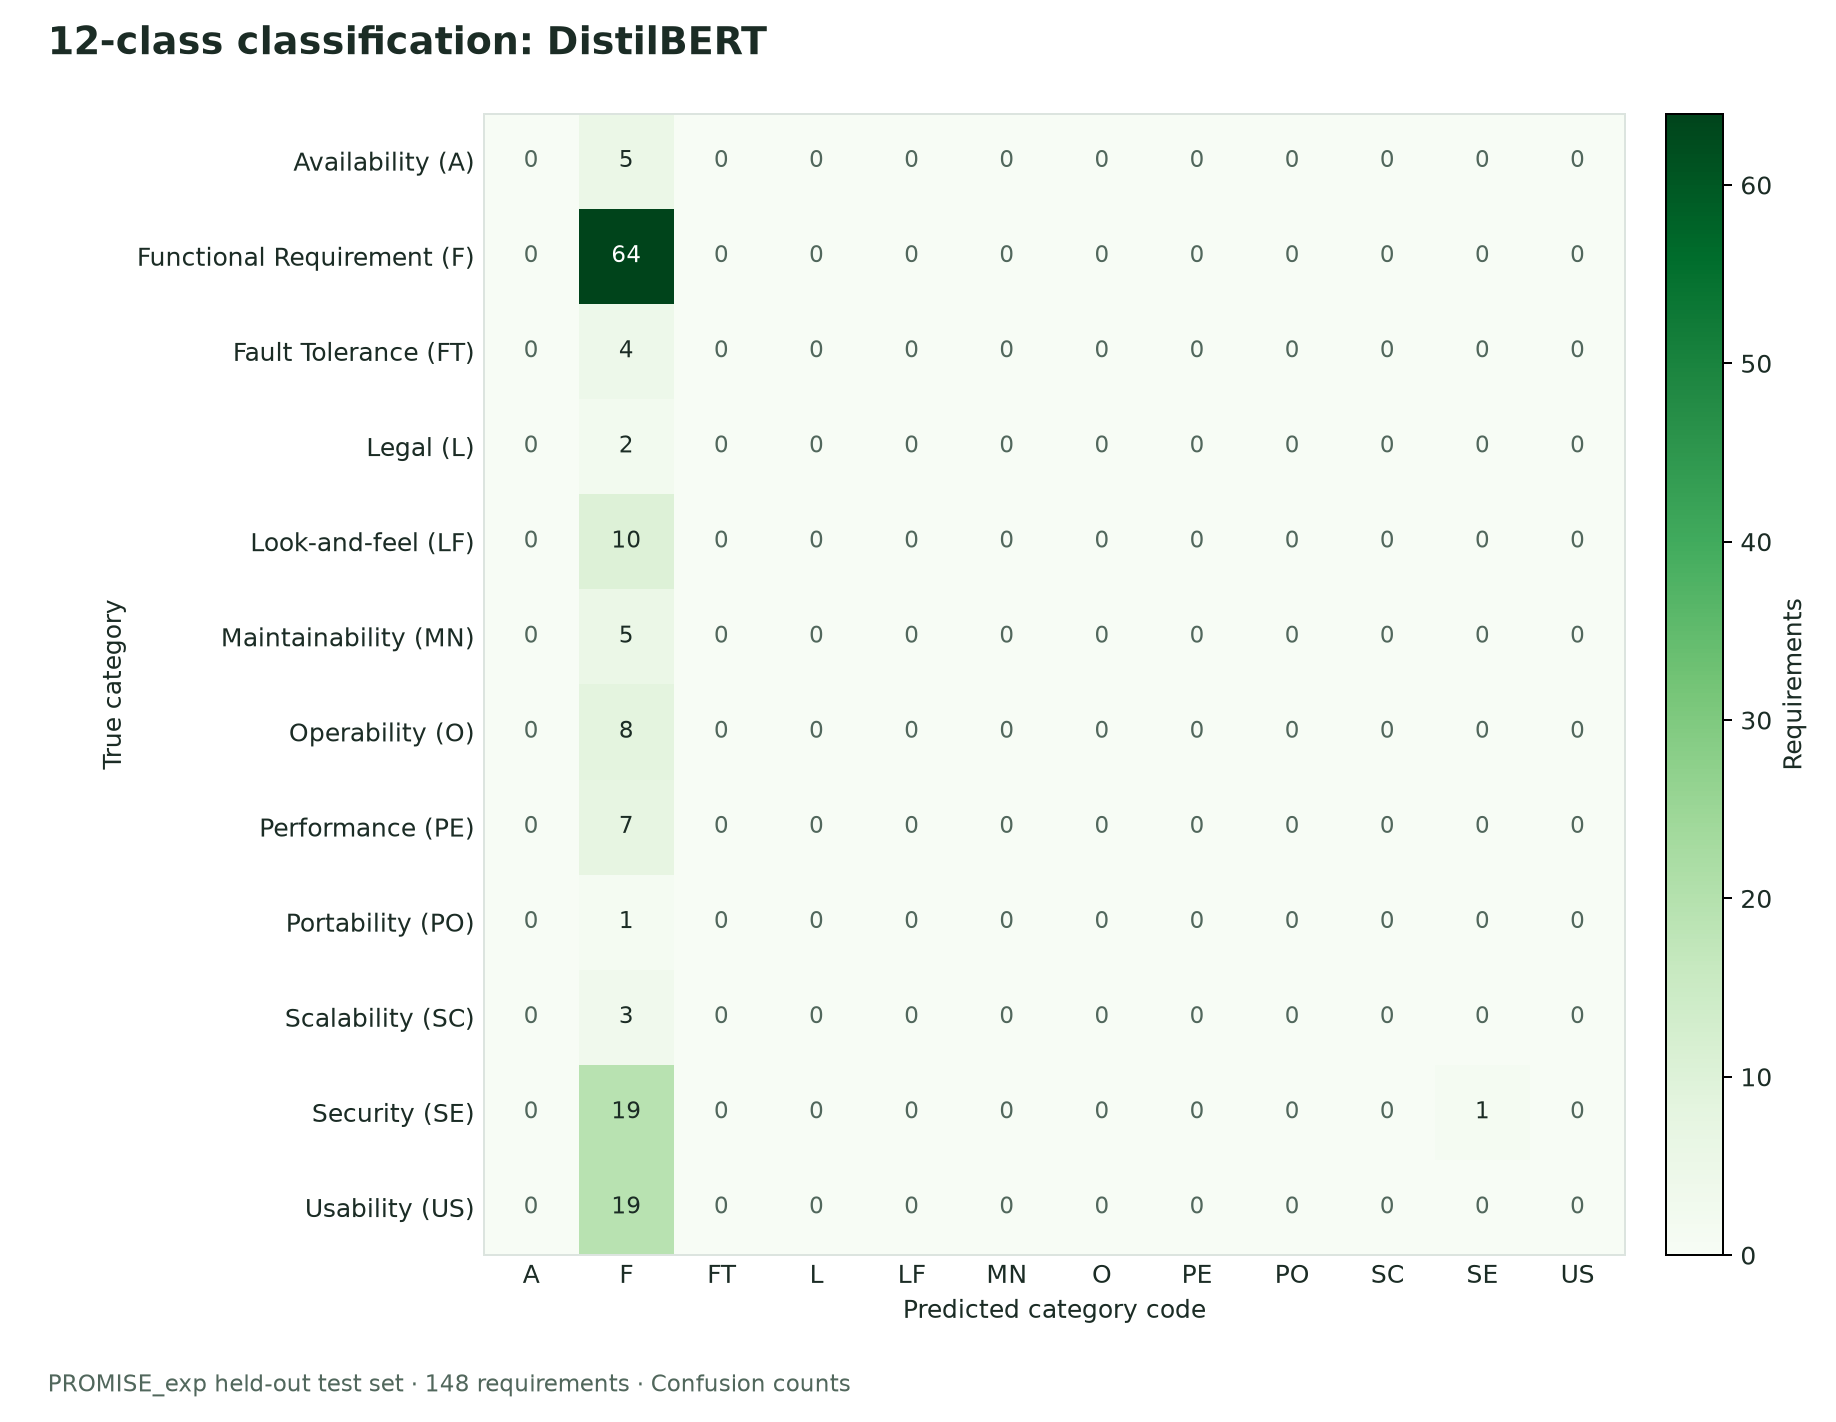 12-class classification: DistilBERT
Availability (A) 0 5 0 0 0 0 0 0 0 0 0 0
Functional Requirement (F) 0 64 0 0 0 0 0 0 0 0 0 0
Fault Tolerance (FT) 0 4 0 0 0 0 0 0 0 0 0 0
Legal (L) 0 2 0 0 0 0 0 0 0 0 0 0
Look-and-feel (LF) 0 10 0 0 0 0 0 0 0 0 0 0
Maintainability (MN) 0 5 0 0 0 0 0 0 0 0 0 0
Operability (O) 0 8 0 0 0 0 0 0 0 0 0 0
Performance (PE) 0 7 0 0 0 0 0 0 0 0 0 0
Portability (PO) 0 1 0 0 0 0 0 0 0 0 0 0
Scalability (SC) 0 3 0 0 0 0 0 0 0 0 0 0
Security (SE) 0 19 0 0 0 0 0 0 0 0 1 0
Usability (US) 0 19 0 0 0 0 0 0 0 0 0 0
A F FT L LF MN O PE PO SC SE US
Predicted category code
True category
60
50
40
30
20
10
0
Requirements
PROMISE_exp held-out test set · 148 requirements · Confusion counts